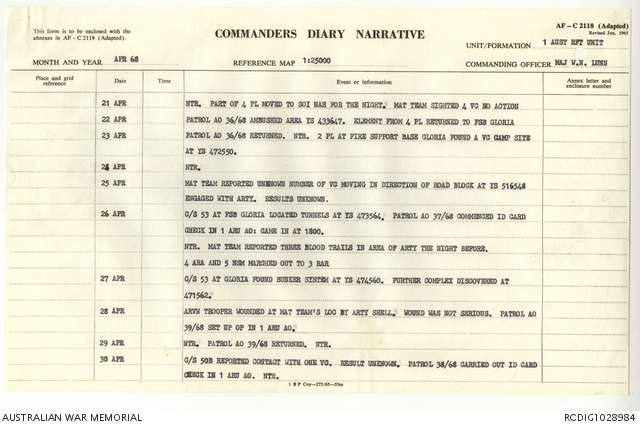 This form is to be enclosed with the
absenses in AF – C 2118 (Adapted).
COMMANDERS DIARY NARRATIVE
AF – C 2118 (Adapted)
Revised Jan. 1965
UNIT/FORMATION 1 AUST RFT UNIT
MONTH AND YEAR APR 68
REFERENCE MAP 1:25000
COMMANDING OFFICER MAJ W.N. LUNN
Place and grid reference
Date
Time
Event or information
Annex letter and enclosure number
21 APR NTR. PART OF 4 PL MOVED TO SOI NAH FOR THE NIGHT. MAT TEAM SIGHTED 4 VC NO ACTION
22 APR PATROL AO 36/68 AMBUSHED AREA YS 433647. ELEMENT FROM 4 PL RETURNED TO FSB GLORIA
23 APR PATROL AO 36/68 RETURNED. NTR. 2 PL AT FIRE SUPPORT BASE GLORIA FOUND A VC CAMP SITE
AT YS 472550.
24 APR NTR.
25 APR MAT TEAM REPORTED UNKNOWN NUMBER OF VC MOVING IN DIRECTION OF ROAD BLOCK AT YS 516548
ENGAGED WITH ARTY. RESULTS UNKNOWN.
26 APR C/S 53 AT FSB GLORIA LOCATED TUNNELS AT YS 473564. PATROL AO 37/68 COMMENCED ID CARD
CHECK IN 1 ARU AO: CAME IN AT 1800.
NTR. MAT TEAM REPORTED THREE BLOOD TRAILS IN AREA OF ARTY THE NIGHT BEFORE.
4 ARA AND 5 NSM MARCHED OUT TO 3 RAR
27 APR C/S 53 AT GLORIA FOUND BUNKER SYSTEM AT YS 474560. FURTHER COMPLEX DISCOVERED AT
471562.
28 APR ARVN TROOPER WOUNDED AT MAT TEAM'S LOC BY ARTY SHELL. WOUND WAS NOT SERIOUS. PATROL AO
39/68 SET UP OP IN 1 ARU AO.
29 APR NTR. PATROL AO 39/68 RETURNED. NTR.
30 APR C/S 50B REPORTED CONTACT WITH ONE VC. RESULT UNKNOWN. PATROL 38/68 CARRIED OUT ID CARD
CHECK IN 1 ARU AO. NTR.
1 B P Coy—275/65—55m
AUSTRALIAN WAR MEMORIAL
RCDIG1028984